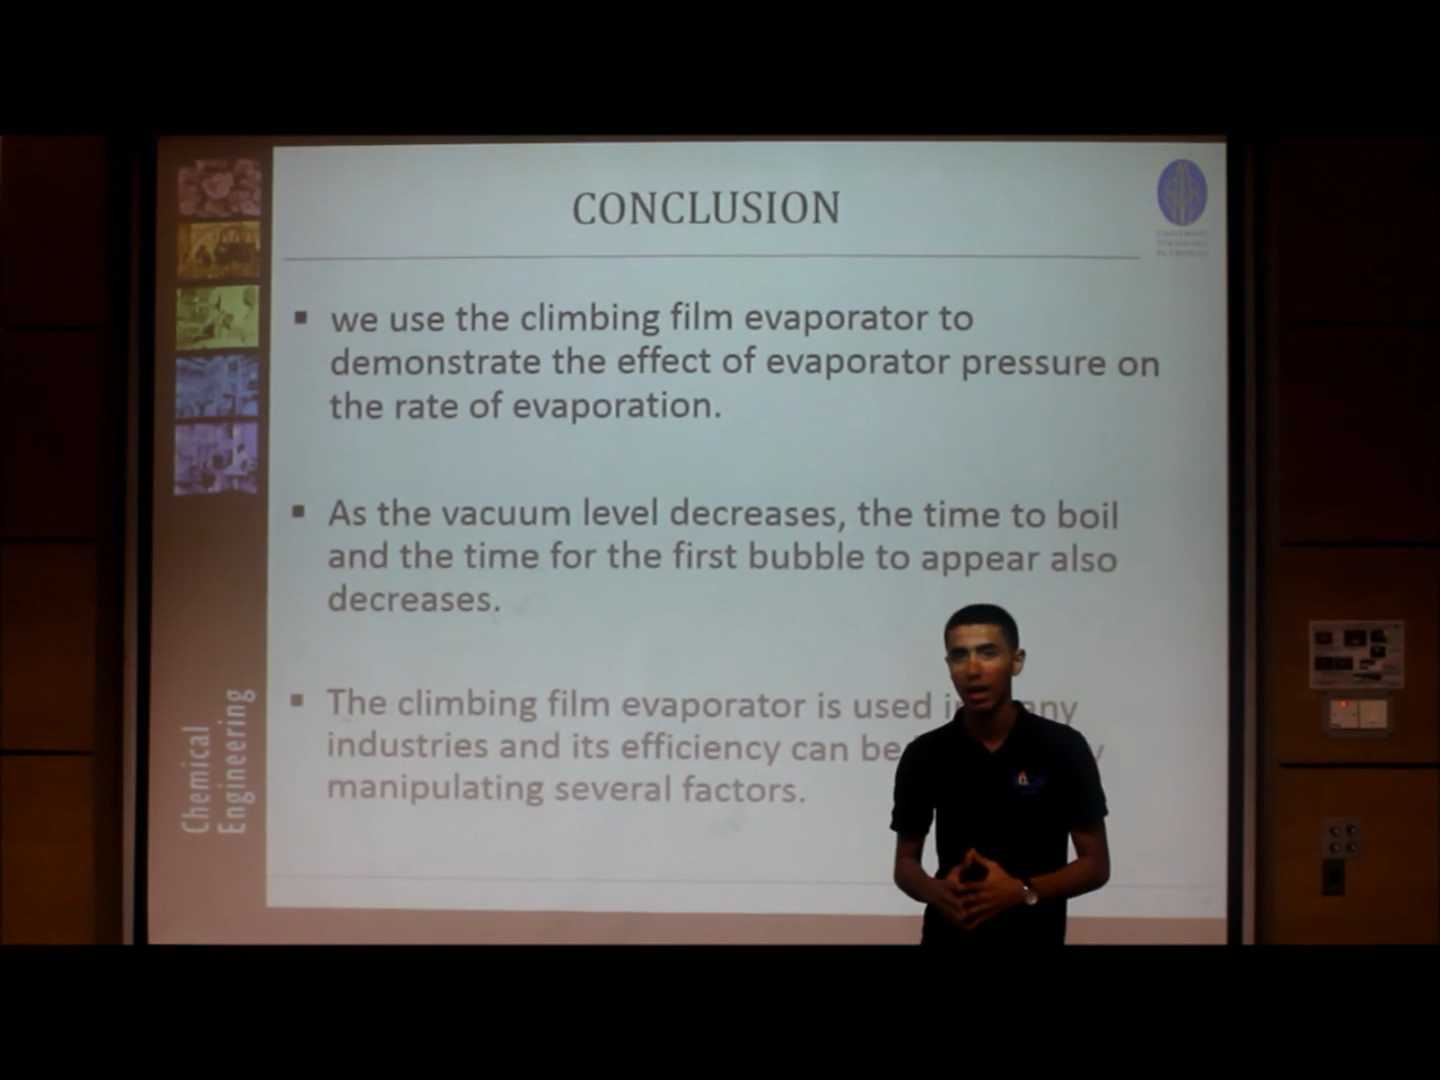 CONCLUSION
we use the climbing film evaporator to
demonstrate the effect of evaporator pressure on
the rate of evaporation.
As the vacuum level decreases, the time to boil
and the time for the first bubble to appear also
decreases.
The climbing film evaporator is used
industries and its efficiency can be
manipulating several factors.
Chemical
Engineering